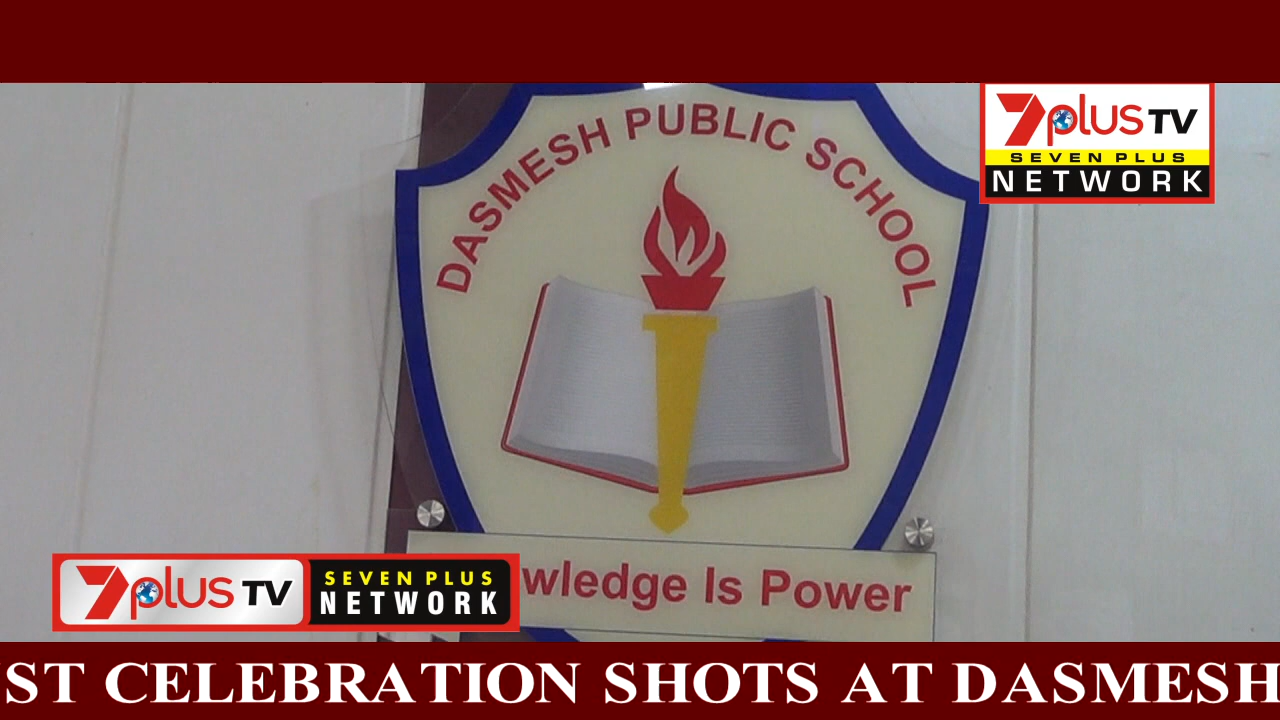 DASMESH PUBLIC SCHOOL
7plus TV
SEVEN PLUS
NETWORK
wledge Is Power
7plus TV
SEVEN PLUS
NETWORK
ST CELEBRATION SHOTS AT DASMESH